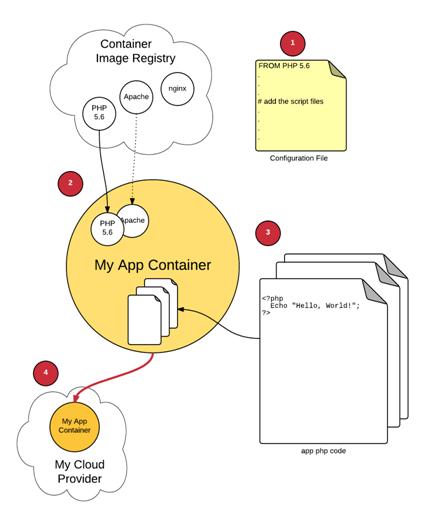 Container
Image Registry
PHP
5.6
Apache
nginx
1
FROM PHP 5.6
.
.
.
# add the script files
.
.
.
.
Configuration File
2
PHP
5.6
Apache
My App Container
3
<?php
Echo "Hello, World!";
?>
app php code
4
My App
Container
My Cloud
Provider